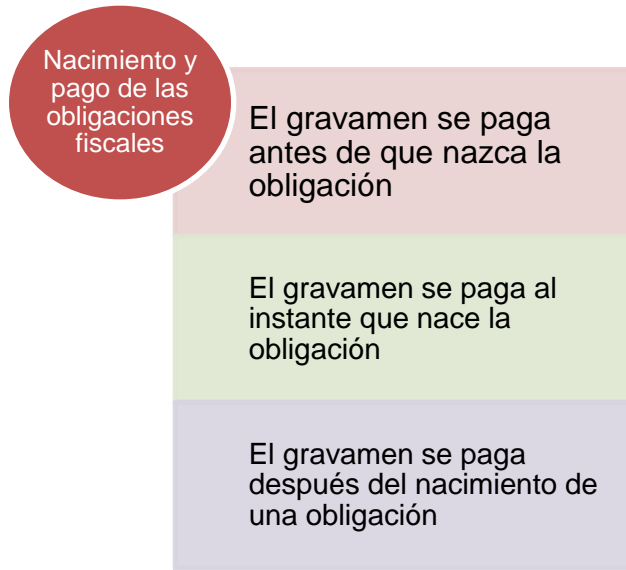 Nacimiento y
pago de las
obligaciones
fiscales
El gravamen se paga
antes de que nazca la
obligación
El gravamen se paga al
instante que nace la
obligación
El gravamen se paga
después del nacimiento de
una obligación